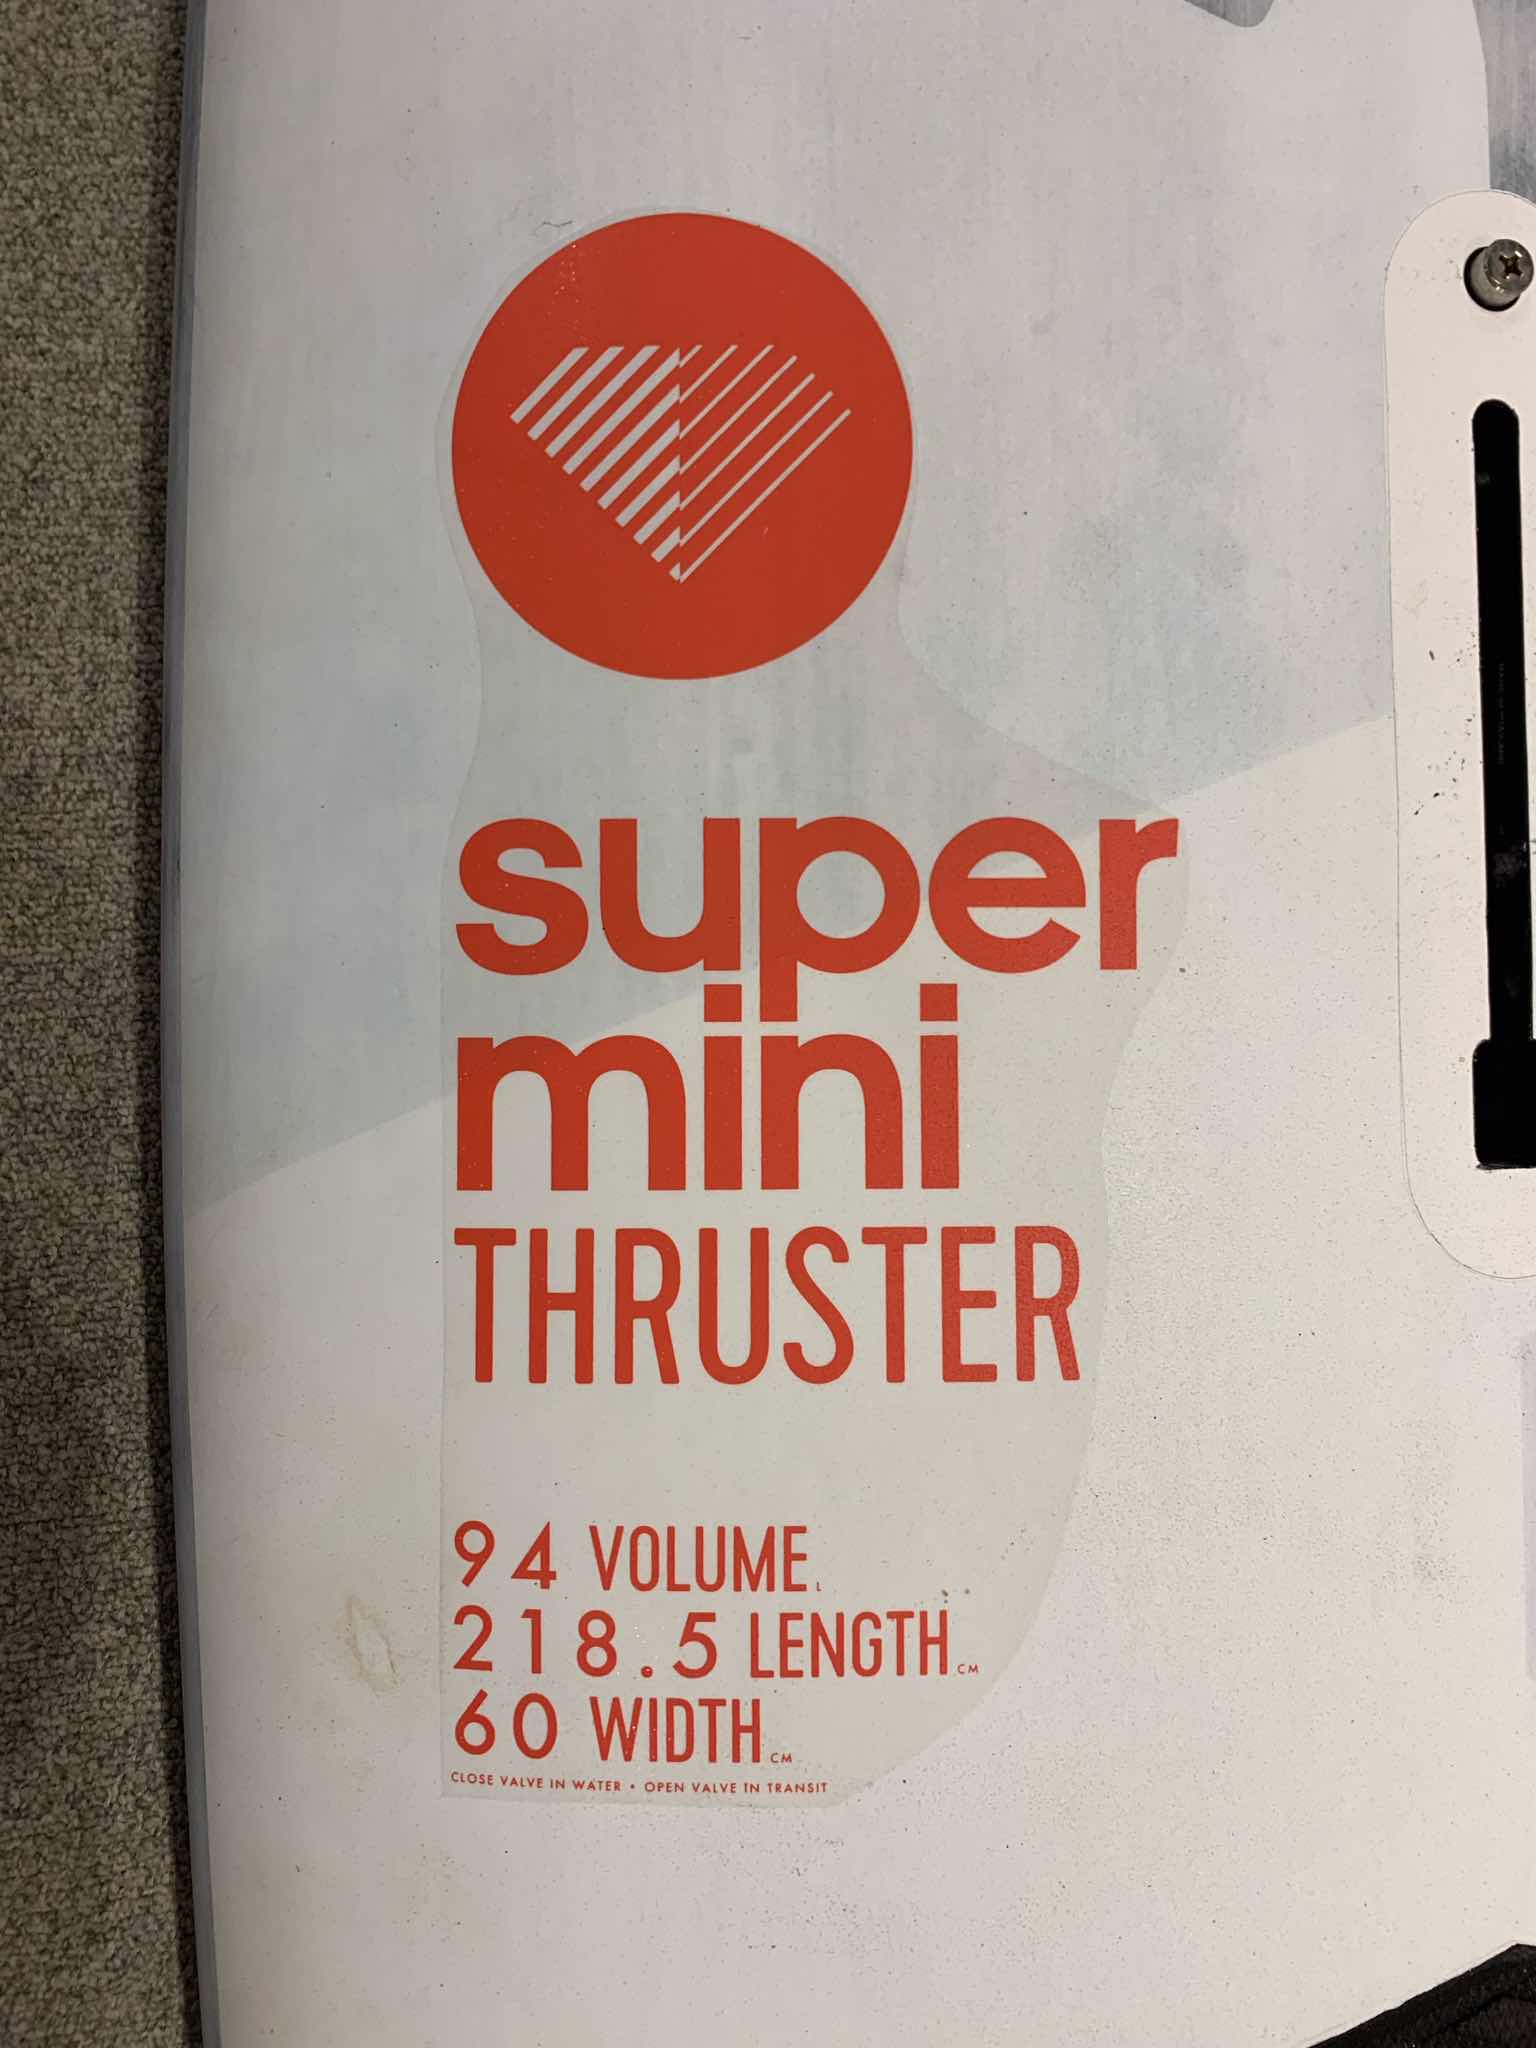 super
mini
THRUSTER
94 VOLUME L
218.5 LENGTH CM
60 WIDTH CM
CLOSE VALVE IN WATER • OPEN VALVE IN TRANSIT